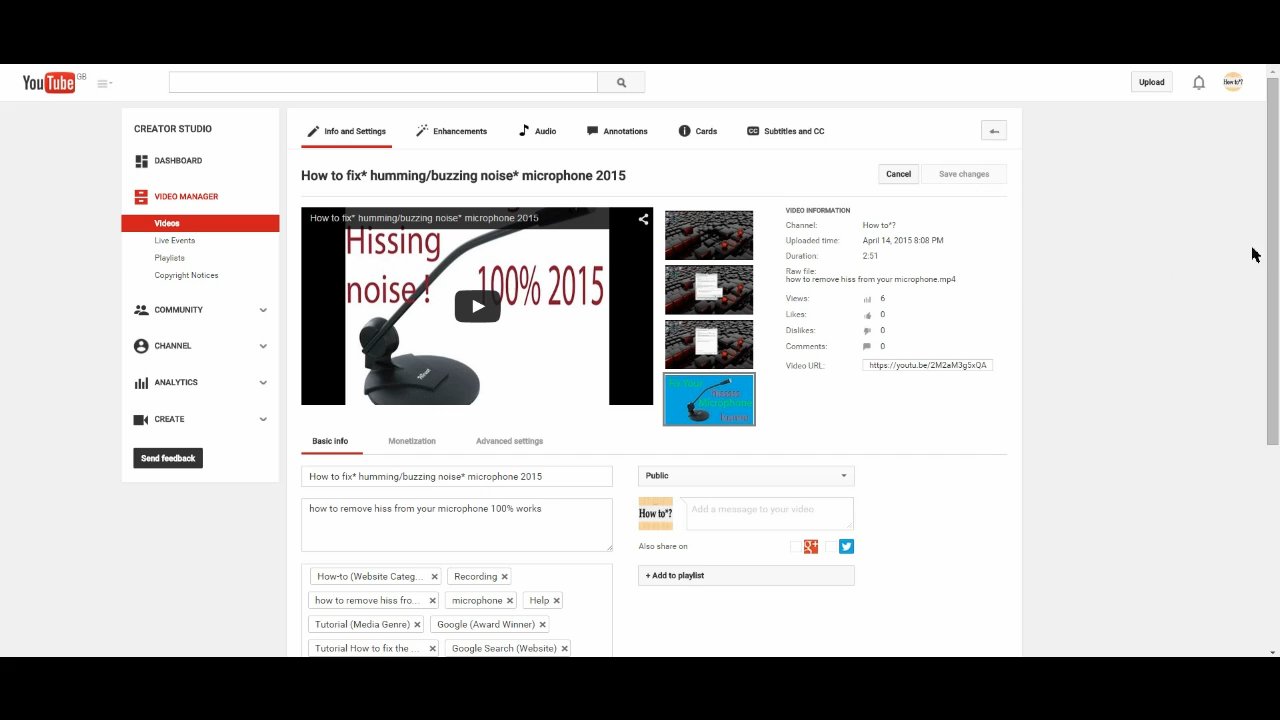 YouTube GB
Upload
How to*?
CREATOR STUDIO
DASHBOARD
VIDEO MANAGER
Videos
Live Events
Playlists
Copyright Notices
COMMUNITY
CHANNEL
ANALYTICS
CREATE
Send feedback
Info and Settings
Enhancements
Audio
Annotations
Cards
CC Subtitles and CC
How to fix* humming/buzzing noise* microphone 2015
Cancel
Save changes
How to fix* humming/buzzing noise* microphone 2015
Hissing
noise !
100% 2015
Trust
Fix Your
Microphone
VIDEO INFORMATION
Channel: How to*?
Uploaded time: April 14, 2015 8:08 PM
Duration: 2:51
Raw file:
how to remove hiss from your microphone.mp4
Views: 6
Likes: 0
Dislikes: 0
Comments: 0
Video URL: https://youtu.be/2M2aM3g5xQA
Basic info
Monetization
Advanced settings
How to fix* humming/buzzing noise* microphone 2015
how to remove hiss from your microphone 100% works
How-to (Website Categ...
Recording
how to remove hiss fro...
microphone
Help
Tutorial (Media Genre)
Google (Award Winner)
Tutorial How to fix the ...
Google Search (Website)
Public
How to*?
Add a message to your video
Also share on
g+
+ Add to playlist